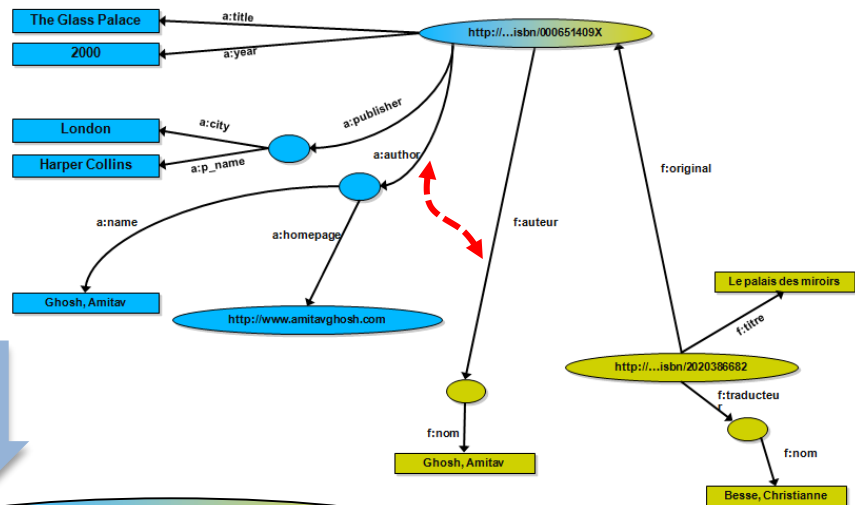 The Glass Palace
a:title
http://...isbn/000651409X
2000
a:year
a:publisher
London
a:city
Harper Collins
a:p_name
a:author
f:original
a:name
a:homepage
f:auteur
Le palais des miroirs
f:titre
Ghosh, Amitav
http://www.amitavghosh.com
http://...isbn/2020386682
f:traducteu
r
f:nom
Ghosh, Amitav
f:nom
Besse, Christianne